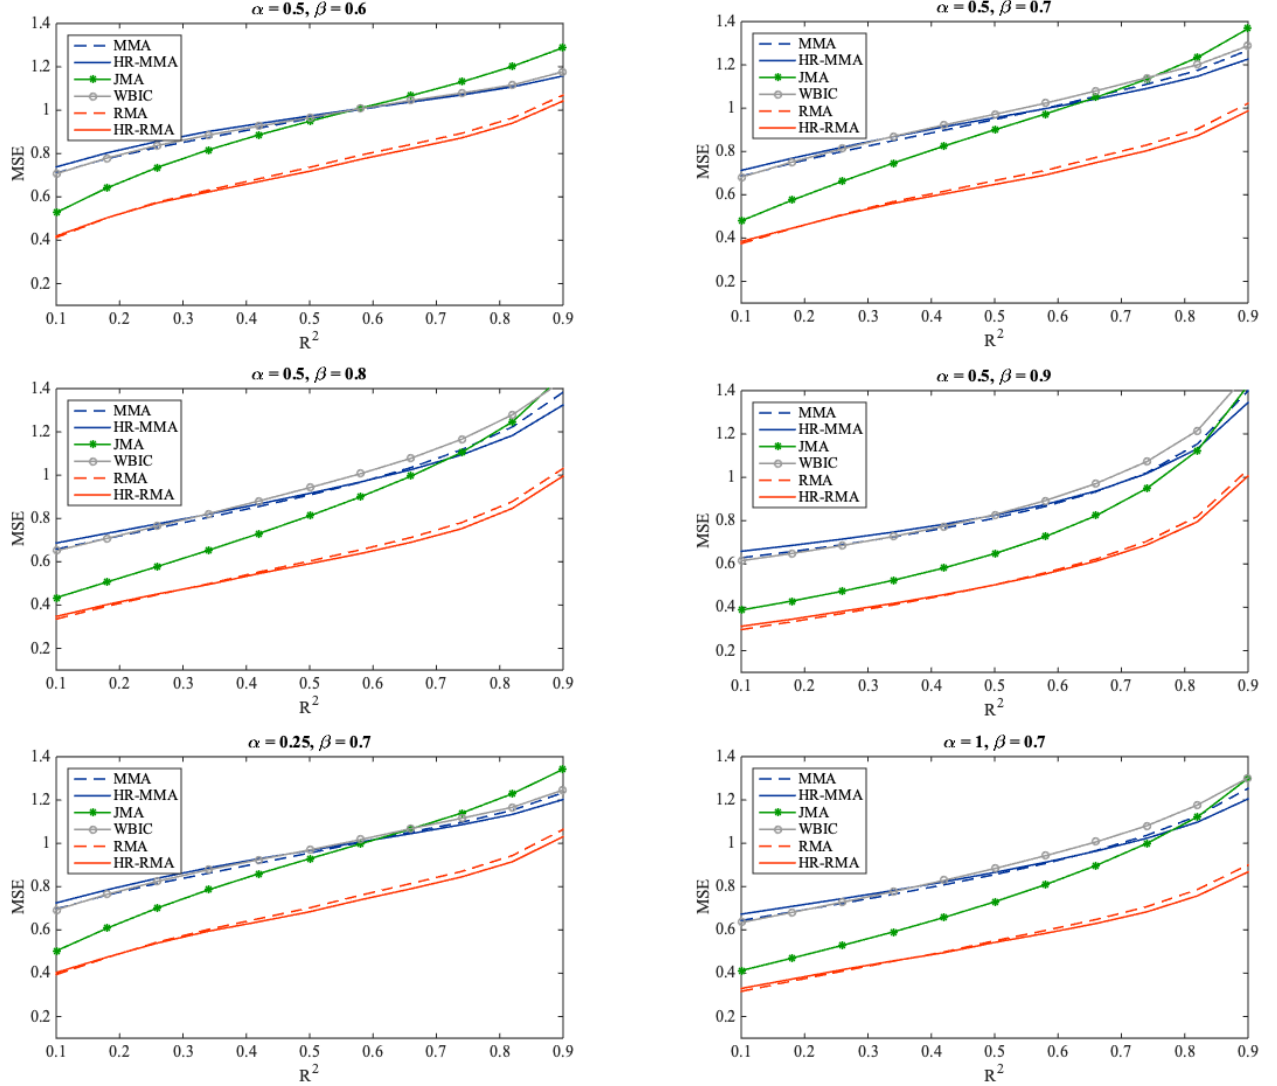 α = 0.5, β = 0.6
1.4
1.2
1
0.8
0.6
0.4
0.2
MSE
MMA
HR-MMA
JMA
WBIC
RMA
HR-RMA
0.1 0.2 0.3 0.4 0.5 0.6 0.7 0.8 0.9
R²
α = 0.5, β = 0.7
1.4
1.2
1
0.8
0.6
0.4
0.2
MSE
MMA
HR-MMA
JMA
WBIC
RMA
HR-RMA
0.1 0.2 0.3 0.4 0.5 0.6 0.7 0.8 0.9
R²
α = 0.5, β = 0.8
1.4
1.2
1
0.8
0.6
0.4
0.2
MSE
MMA
HR-MMA
JMA
WBIC
RMA
HR-RMA
0.1 0.2 0.3 0.4 0.5 0.6 0.7 0.8 0.9
R²
α = 0.5, β = 0.9
1.4
1.2
1
0.8
0.6
0.4
0.2
MSE
MMA
HR-MMA
JMA
WBIC
RMA
HR-RMA
0.1 0.2 0.3 0.4 0.5 0.6 0.7 0.8 0.9
R²
α = 0.25, β = 0.7
1.4
1.2
1
0.8
0.6
0.4
0.2
MSE
MMA
HR-MMA
JMA
WBIC
RMA
HR-RMA
0.1 0.2 0.3 0.4 0.5 0.6 0.7 0.8 0.9
R²
α = 1, β = 0.7
1.4
1.2
1
0.8
0.6
0.4
0.2
MSE
MMA
HR-MMA
JMA
WBIC
RMA
HR-RMA
0.1 0.2 0.3 0.4 0.5 0.6 0.7 0.8 0.9
R²